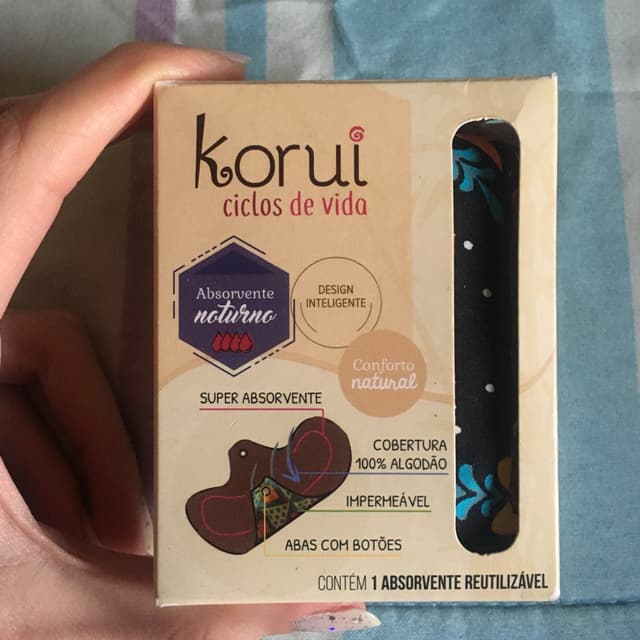 korui
ciclos de vida
Absorvente
noturno
DESIGN
INTELIGENTE
Conforto
natural
SUPER ABSORVENTE
COBERTURA
100% ALGODÃO
IMPERMEÁVEL
ABAS COM BOTÕES
CONTÉM 1 ABSORVENTE REUTILIZÁVEL